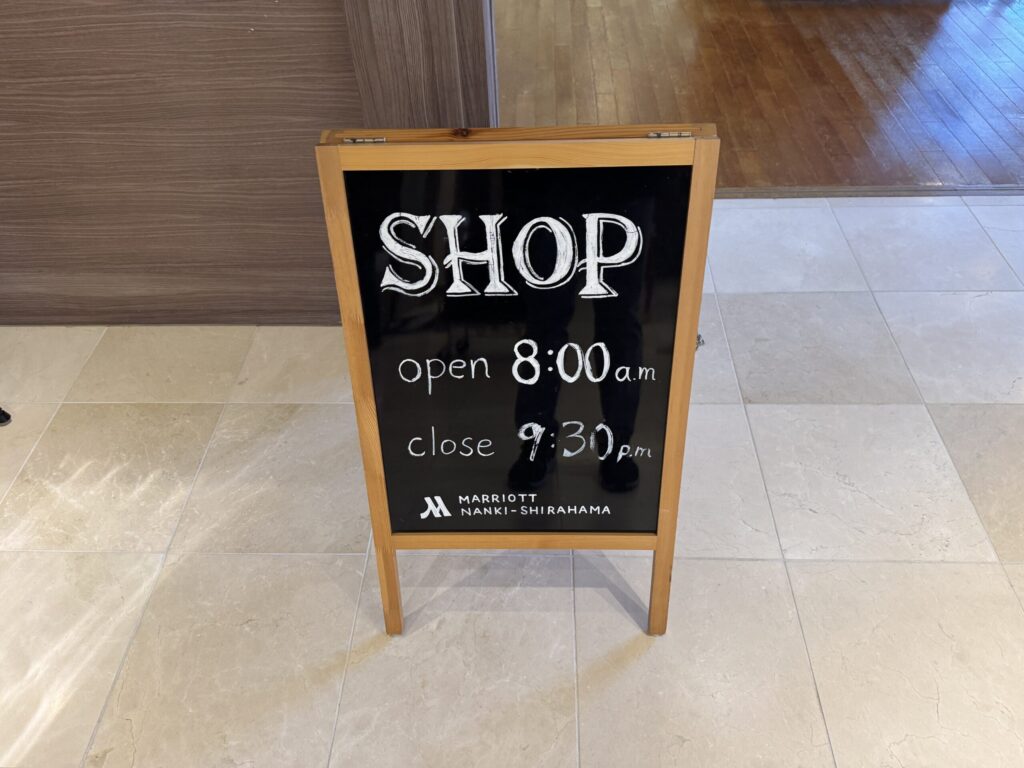 SHOP
open 8:00 a.m
close 9:30 p.m
MARRIOTT
NANKI-SHIRAHAMA